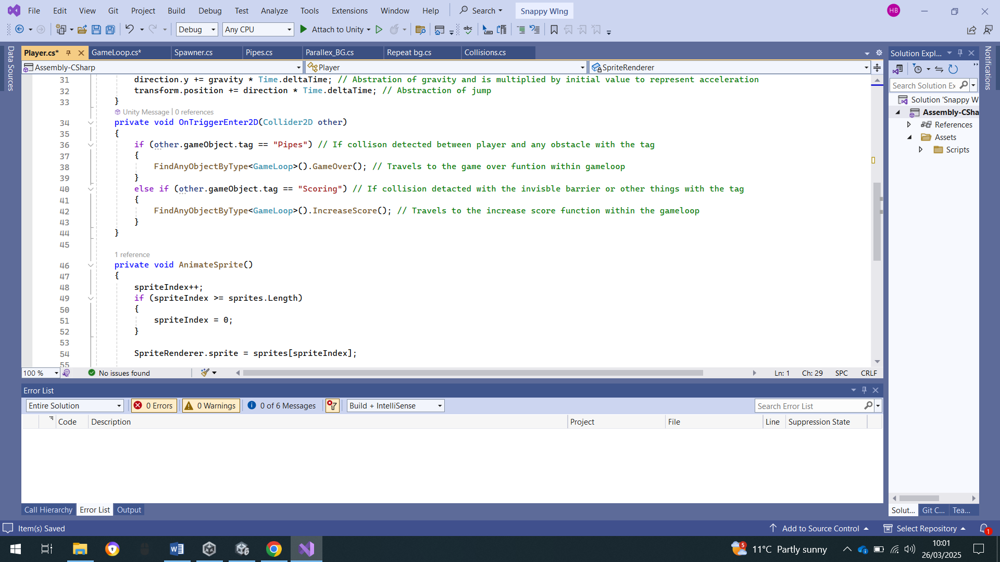 File Edit View Git Project Build Debug Test Analyze Tools Extensions Window Help Search Snappy WIng HB
Debug Any CPU Attach to Unity
Data Sources
Player.cs* GameLoop.cs* Spawner.cs Pipes.cs Parallex_BG.cs Repeat bg.cs Collisions.cs
Assembly-CSharp Player SpriteRenderer
31 direction.y += gravity * Time.deltaTime; // Abstration of gravity and is multiplied by initial value to represent acceleration
32 transform.position += direction * Time.deltaTime; // Abstraction of jump
33 }
Unity Message | 0 references
34 private void OnTriggerEnter2D(Collider2D other)
35 {
36 if (other.gameObject.tag == "Pipes") // If collison detected between player and any obstacle with the tag
37 {
38 FindAnyObjectByType<GameLoop>().GameOver(); // Travels to the game over funtion within gameloop
39 }
40 else if (other.gameObject.tag == "Scoring") // If collision detacted with the invisble barrier or other things with the tag
41 {
42 FindAnyObjectByType<GameLoop>().IncreaseScore(); // Travels to the increase score function within the gameloop
43 }
44 }
45
1 reference
46 private void AnimateSprite()
47 {
48 spriteIndex++;
49 if (spriteIndex >= sprites.Length)
50 {
51 spriteIndex = 0;
52 }
53
54 SpriteRenderer.sprite = sprites[spriteIndex];
55
100 % No issues found Ln: 1 Ch: 29 SPC CRLF
Error List
Entire Solution 0 Errors 0 Warnings 0 of 6 Messages Build + IntelliSense Search Error List
Code Description Project File Line Suppression State
Call Hierarchy Error List Output
Solution Expl...
Search Solution Ex
Solution 'Snappy W
Assembly-CSha
References
Assets
Scripts
Solut... Git C... Tea...
Notifications
Item(s) Saved Add to Source Control Select Repository 1
5 11°C Partly sunny 10:01
26/03/2025